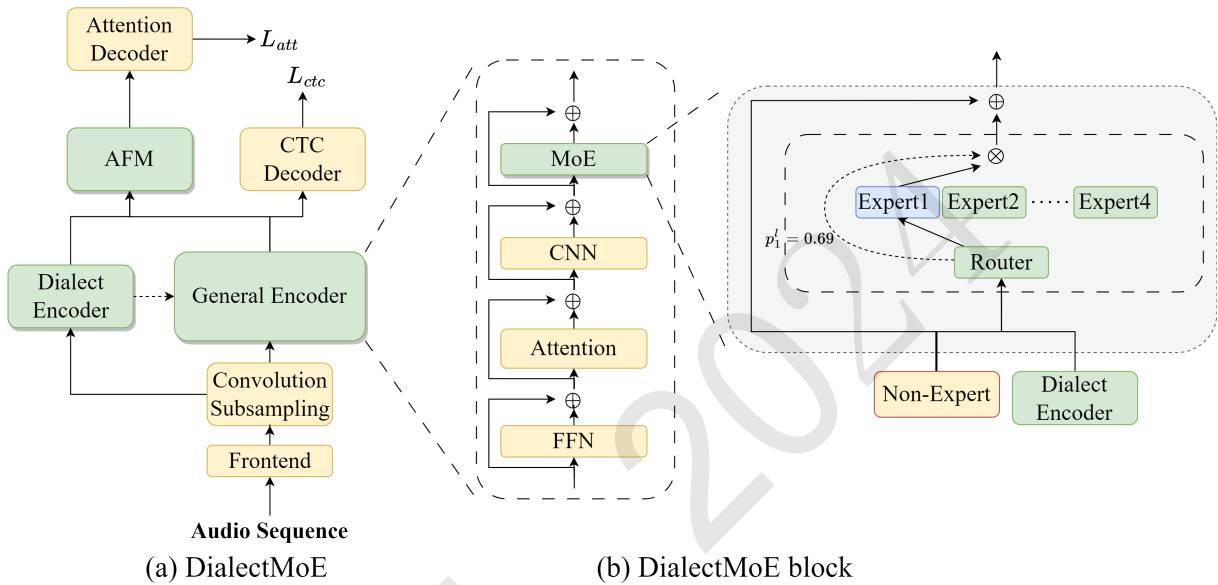 Attention
Decoder
L_att
L_ctc
AFM
CTC
Decoder
Dialect
Encoder
General Encoder
Convolution
Subsampling
Frontend
Audio Sequence
(a) DialectMoE
MoE
CNN
Attention
FFN
Expert1
Expert2
.....
Expert4
p_1^l = 0.69
Router
Non-Expert
Dialect
Encoder
(b) DialectMoE block
2024